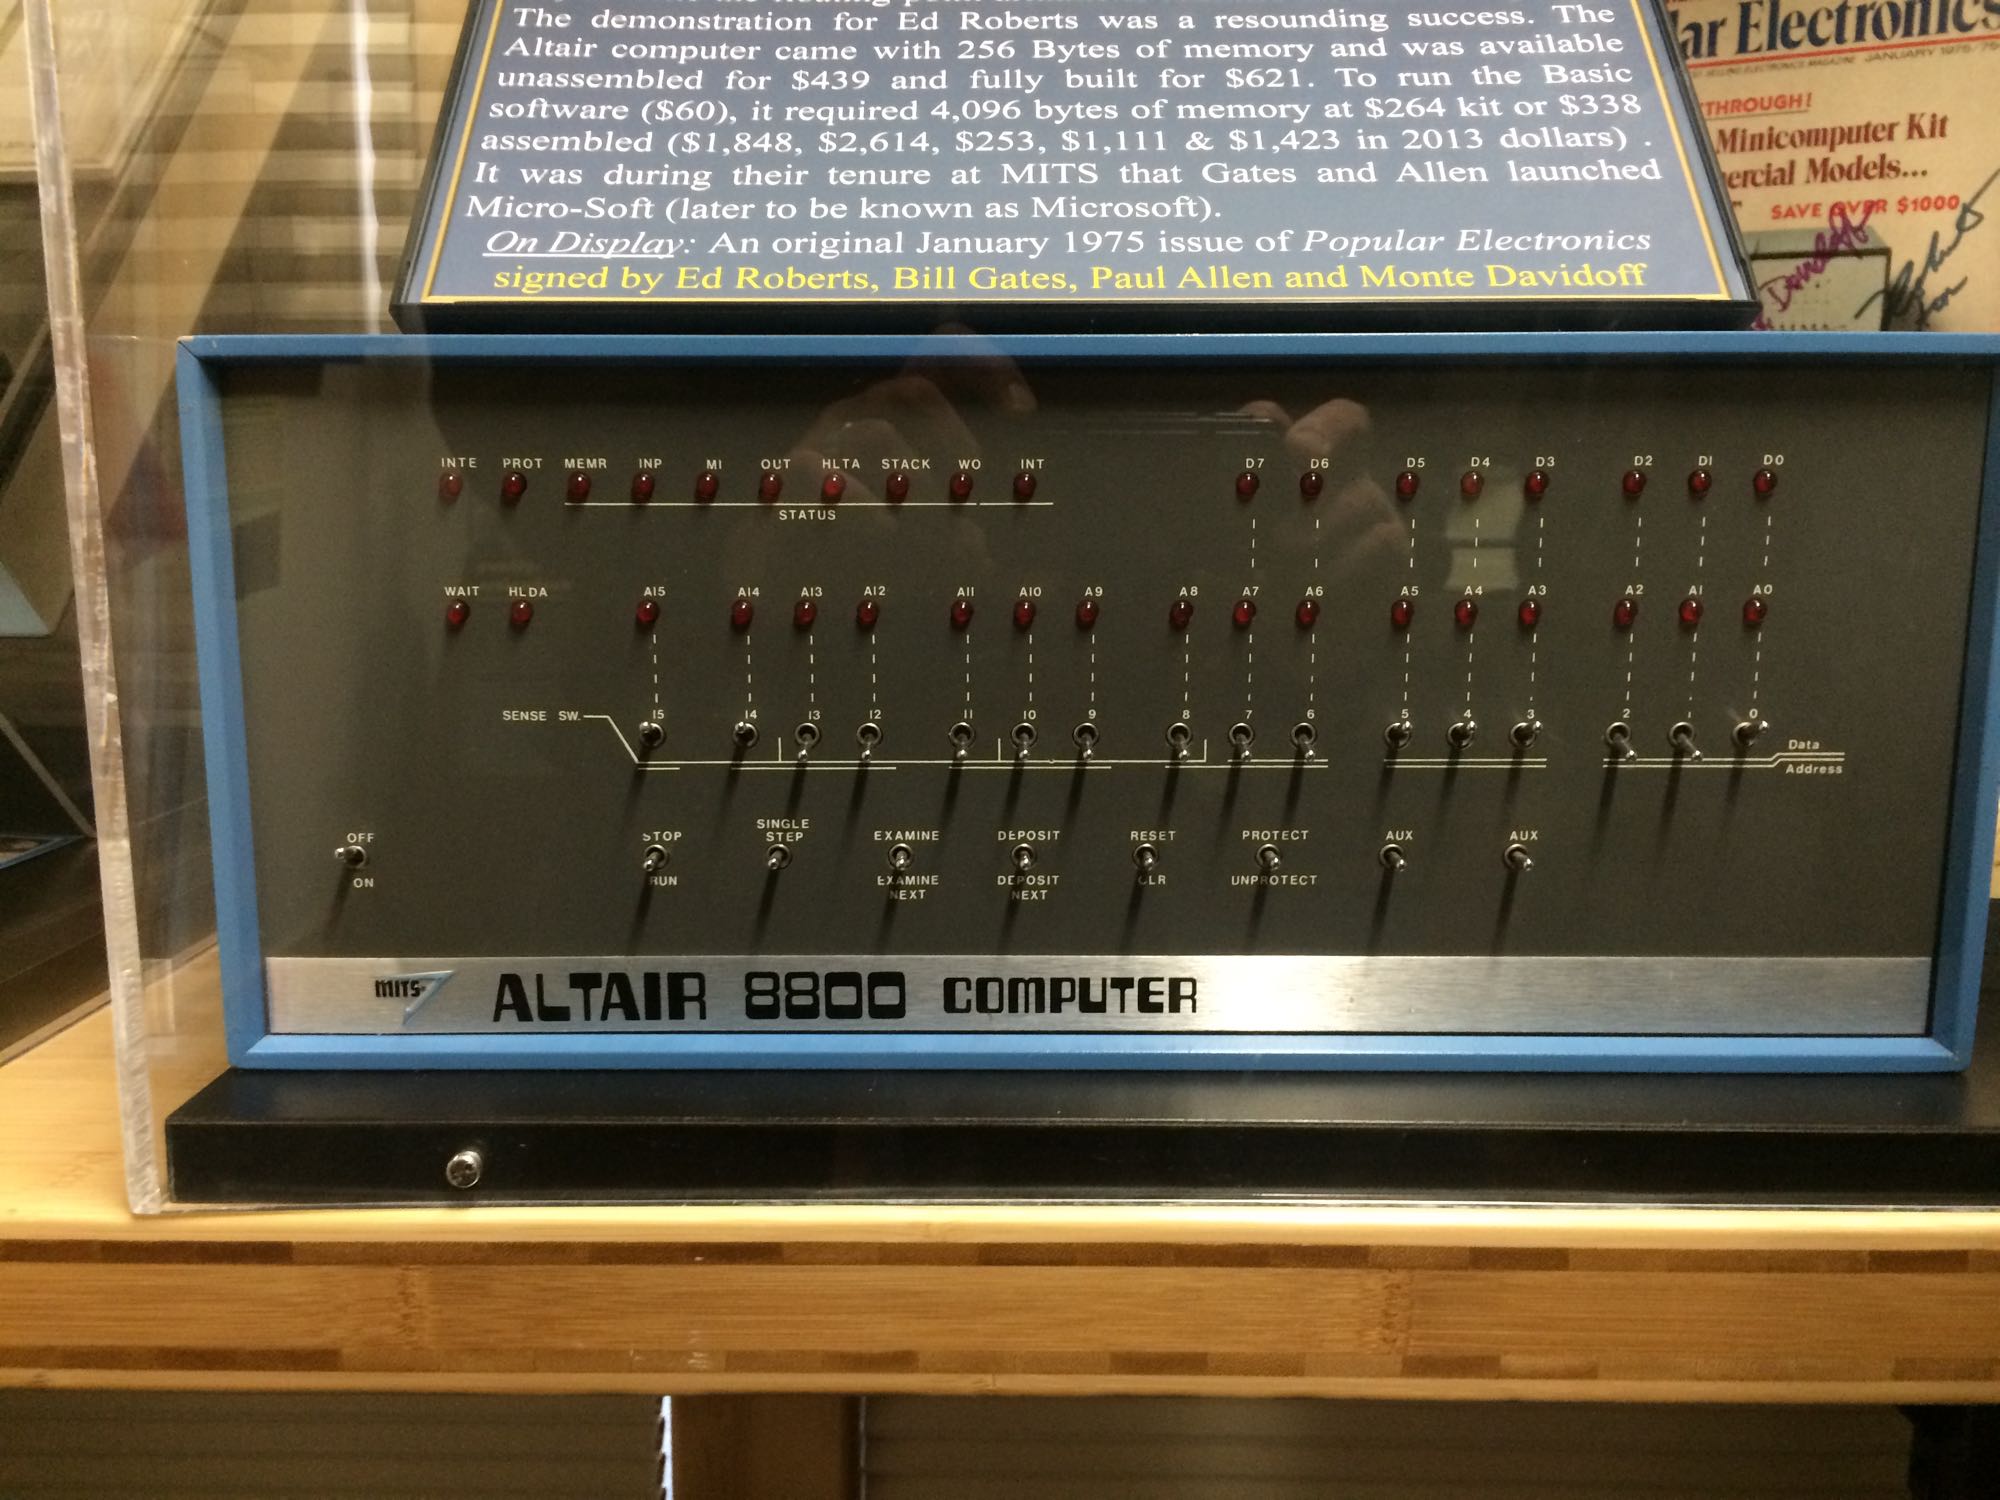 The demonstration for Ed Roberts was a resounding success. The
Altair computer came with 256 Bytes of memory and was available
unassembled for $439 and fully built for $621. To run the Basic
software ($60), it required 4,096 bytes of memory at $264 kit or $338
assembled ($1,848, $2,614, $253, $1,111 & $1,423 in 2013 dollars) .
It was during their tenure at MITS that Gates and Allen launched
Micro-Soft (later to be known as Microsoft).
On Display: An original January 1975 issue of Popular Electronics
signed by Ed Roberts, Bill Gates, Paul Allen and Monte Davidoff
ar Electronics
JANUARY 1975
THROUGH!
Minicomputer Kit
ercial Models...
SAVE OVER $1000
Davidoff
INTE PROT MEMR INP MI OUT HLTA STACK WO INT D7 D6 D5 D4 D3 D2 D1 D0
STATUS
WAIT HLDA A15 A14 A13 A12 A11 A10 A9 A8 A7 A6 A5 A4 A3 A2 A1 A0
SENSE SW. 15 14 13 12 11 10 9 8 7 6 5 4 3 2 1 0
Data
Address
OFF STOP SINGLE STEP EXAMINE DEPOSIT RESET PROTECT AUX AUX
ON RUN EXAMINE NEXT DEPOSIT NEXT CLR UNPROTECT
MITS ALTAIR 8800 COMPUTER